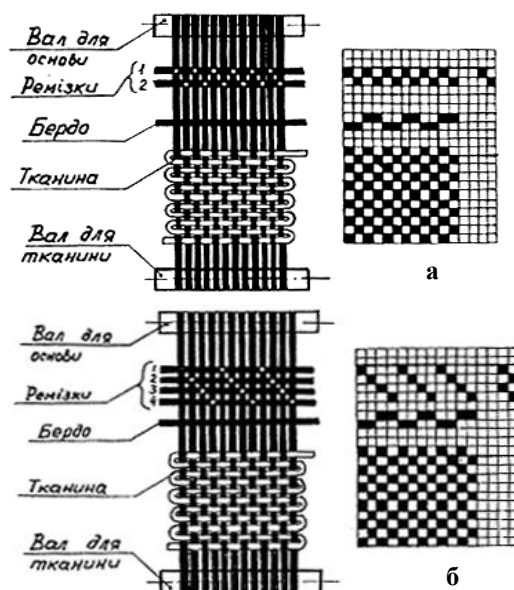 Вал для
основи
Ремізки
1
2
Бердо
Тканина
Вал для
тканини
а
Вал для
основи
Ремізки
Бердо
Тканина
Вал для
тканини
б